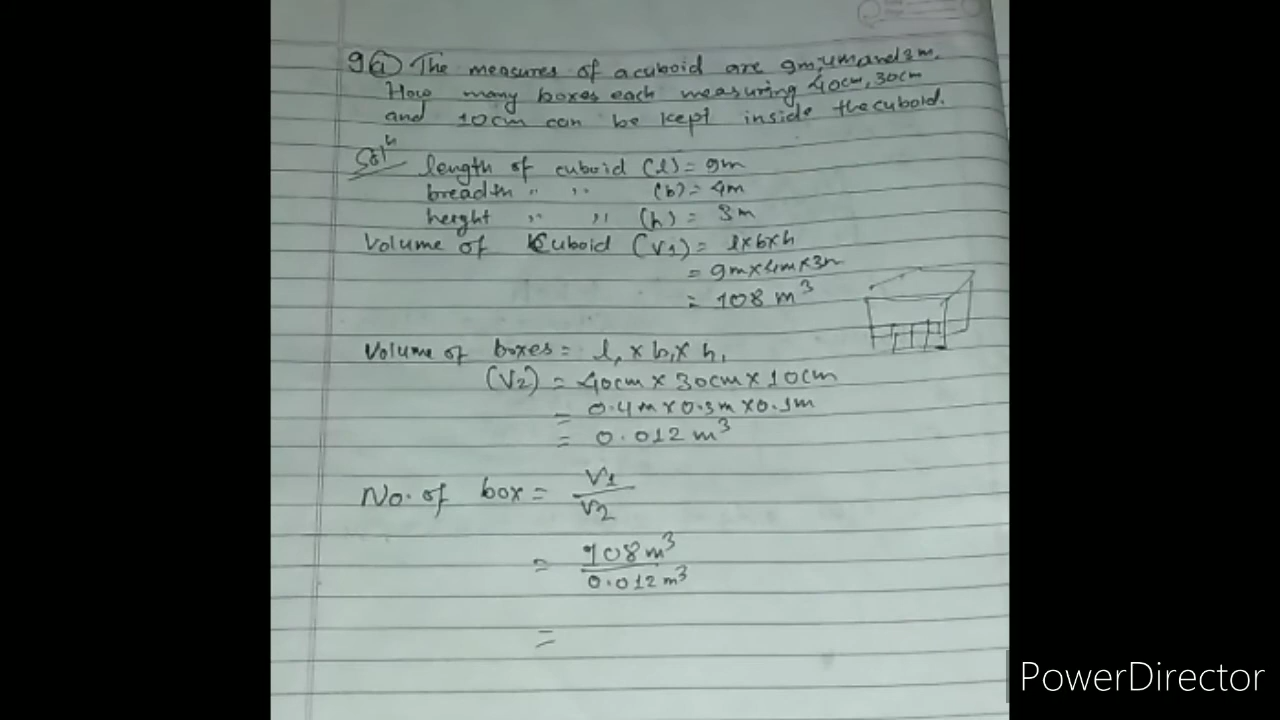 9(a) The measures of a cuboid are 9m, 4m and 3m.
How many boxes each measuring 40cm, 30cm
and 10cm can be kept inside the cuboid.
Solⁿ length of cuboid (l) = 9m
breadth " " (b) = 4m
height " " (h) = 3m
Volume of Cuboid (V1) = l×b×h
= 9m×4m×3m
= 108 m³
Volume of boxes = l₁ × b₁ × h₁
(V2) = 40cm × 30cm × 10cm
= 0.4m×0.3m×0.1m
= 0.012 m³
No. of box = V1/V2
= 108m³/0.012m³
=
PowerDirector